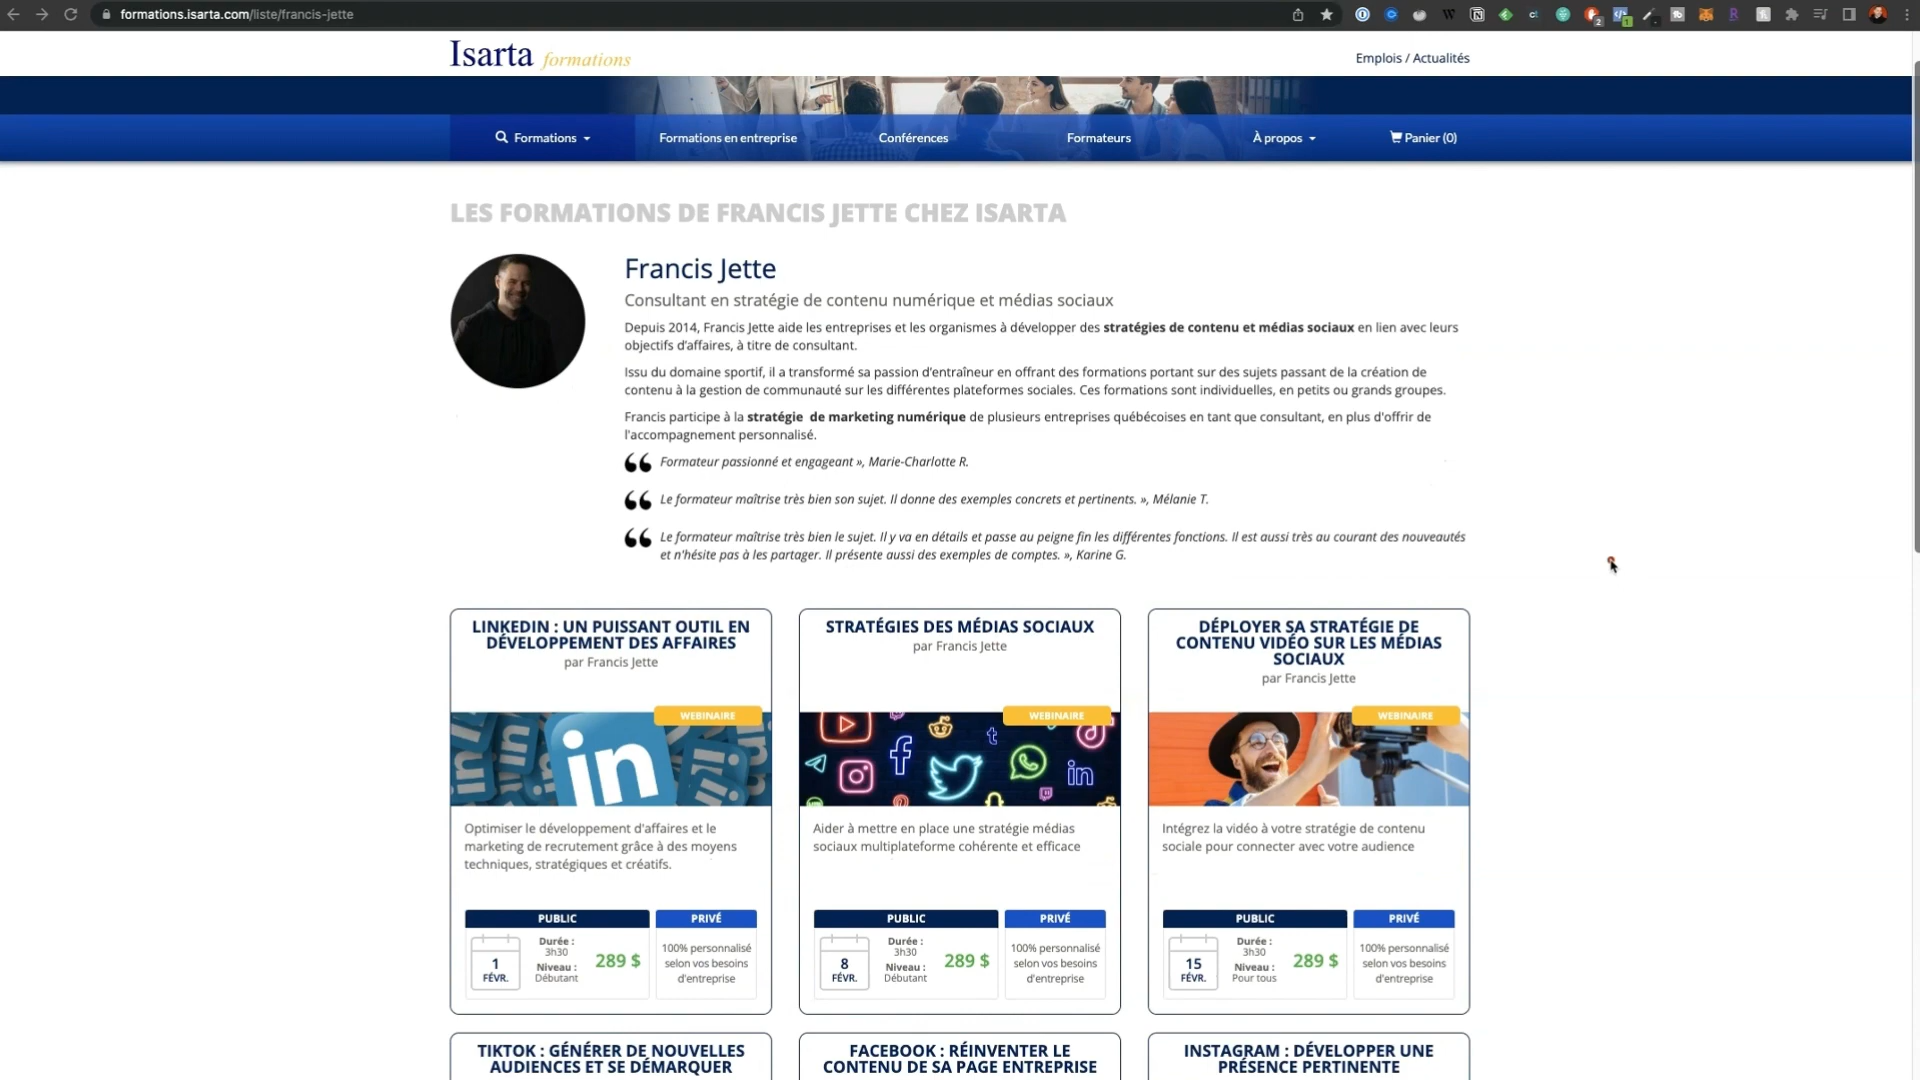 formations.isarta.com/liste/francis-jette
Isarta formations
Emplois / Actualités
Formations
Formations en entreprise
Conférences
Formateurs
À propos
Panier (0)
LES FORMATIONS DE FRANCIS JETTE CHEZ ISARTA
Francis Jette
Consultant en stratégie de contenu numérique et médias sociaux
Depuis 2014, Francis Jette aide les entreprises et les organismes à développer des stratégies de contenu et médias sociaux en lien avec leurs
objectifs d'affaires, à titre de consultant.
Issu du domaine sportif, il a transformé sa passion d'entraîneur en offrant des formations portant sur des sujets passant de la création de
contenu à la gestion de communauté sur les différentes plateformes sociales. Ces formations sont individuelles, en petits ou grands groupes.
Francis participe à la stratégie de marketing numérique de plusieurs entreprises québécoises en tant que consultant, en plus d'offrir de
l'accompagnement personnalisé.
Formateur passionné et engageant », Marie-Charlotte R.
Le formateur maîtrise très bien son sujet. Il donne des exemples concrets et pertinents. », Mélanie T.
Le formateur maîtrise très bien le sujet. Il y va en détails et passe au peigne fin les différentes fonctions. Il est aussi très au courant des nouveautés
et n'hésite pas à les partager. Il présente aussi des exemples de comptes. », Karine G.
LINKEDIN : UN PUISSANT OUTIL EN
DÉVELOPPEMENT DES AFFAIRES
par Francis Jette
WEBINAIRE
in
Optimiser le développement d'affaires et le
marketing de recrutement grâce à des moyens
techniques, stratégiques et créatifs.
PUBLIC
PRIVÉ
1
FÉVR.
Durée :
3h30
Niveau :
Débutant
289 $
100% personnalisé
selon vos besoins
d'entreprise
STRATÉGIES DES MÉDIAS SOCIAUX
par Francis Jette
WEBINAIRE
Aider à mettre en place une stratégie médias
sociaux multiplateforme cohérente et efficace
PUBLIC
PRIVÉ
8
FÉVR.
Durée :
3h30
Niveau :
Débutant
289 $
100% personnalisé
selon vos besoins
d'entreprise
DÉPLOYER SA STRATÉGIE DE
CONTENU VIDÉO SUR LES MÉDIAS
SOCIAUX
par Francis Jette
WEBINAIRE
Intégrez la vidéo à votre stratégie de contenu
sociale pour connecter avec votre audience
PUBLIC
PRIVÉ
15
FÉVR.
Durée :
3h30
Niveau :
Pour tous
289 $
100% personnalisé
selon vos besoins
d'entreprise
TIKTOK : GÉNÉRER DE NOUVELLES
AUDIENCES ET SE DÉMARQUER
FACEBOOK : RÉINVENTER LE
CONTENU DE SA PAGE ENTREPRISE
INSTAGRAM : DÉVELOPPER UNE
PRÉSENCE PERTINENTE